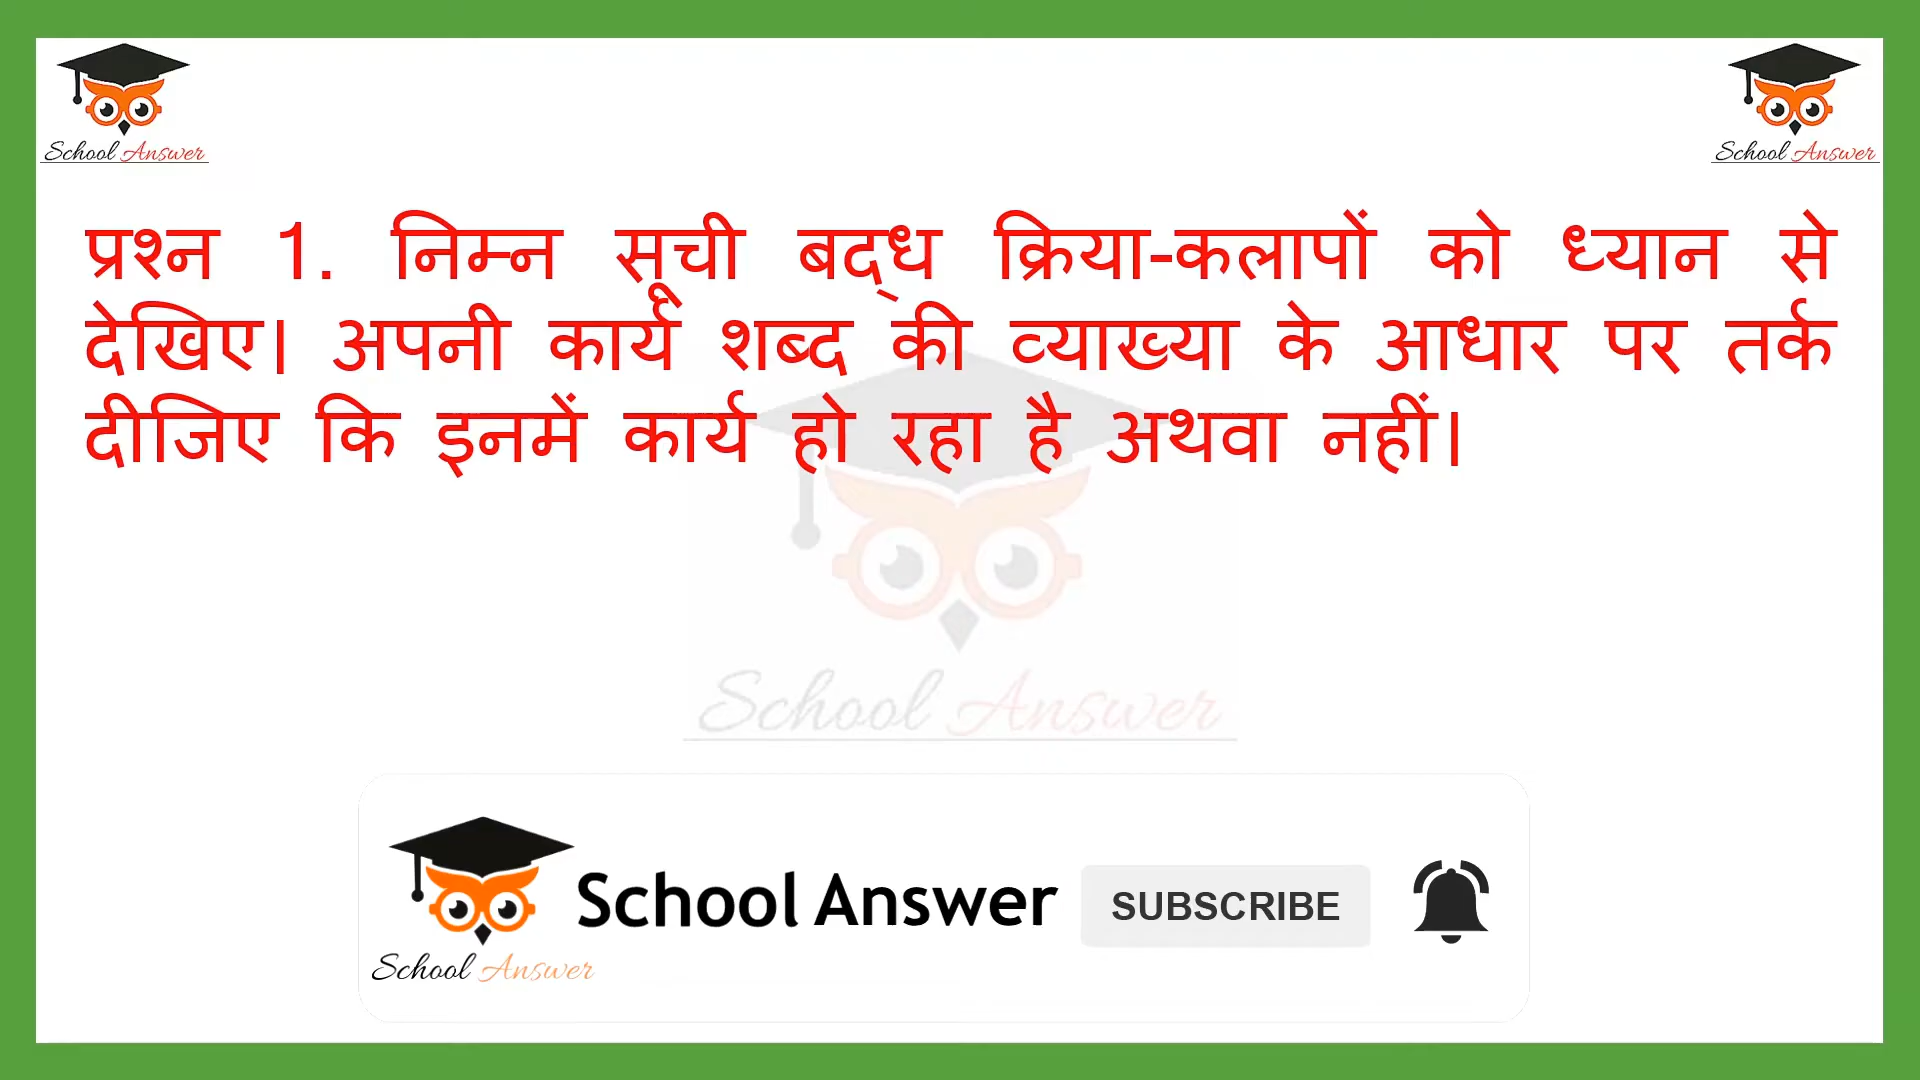 School Answer
School Answer
प्रश्न 1. निम्न सूची बद्ध क्रिया-कलापों को ध्यान से
देखिए। अपनी कार्य शब्द की व्याख्या के आधार पर तर्क
दीजिए कि इनमें कार्य हो रहा है अथवा नहीं।
School Answer
School Answer
SUBSCRIBE
School Answer